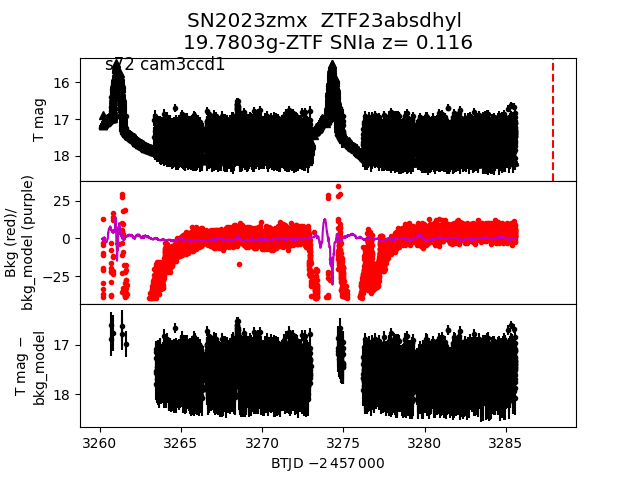 SN2023zmx ZTF23absdhyl
19.7803g-ZTF SNIa z= 0.116
s72 cam3ccd1
16
17
18
T mag
25
0
−25
Bkg (red)/
bkg_model (purple)
17
18
T mag −
bkg_model
3260 3265 3270 3275 3280 3285
BTJD −2 457 000